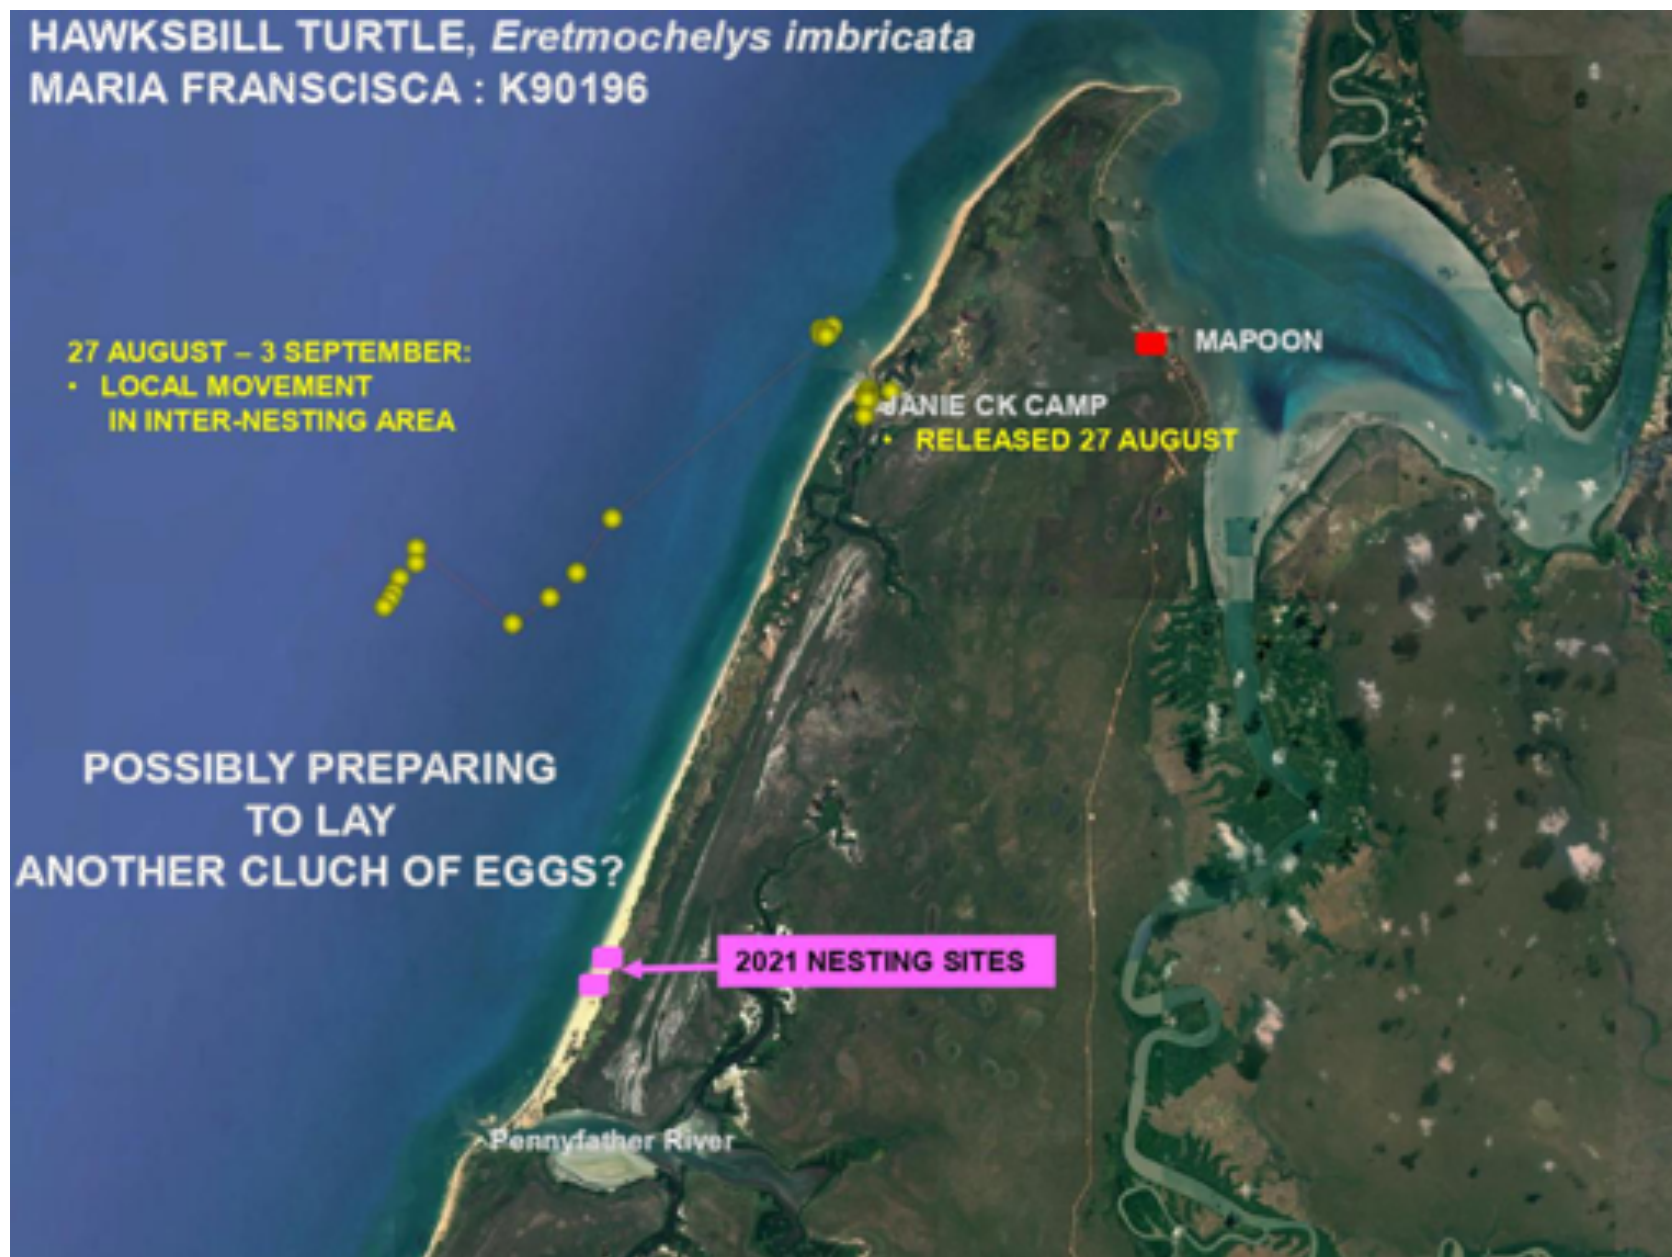 HAWKSBILL TURTLE, Eretmochelys imbricata
MARIA FRANSCISCA : K90196
27 AUGUST – 3 SEPTEMBER:
• LOCAL MOVEMENT
IN INTER-NESTING AREA
MAPOON
JANIE CK CAMP
• RELEASED 27 AUGUST
POSSIBLY PREPARING
TO LAY
ANOTHER CLUCH OF EGGS?
2021 NESTING SITES
Pennyfather River